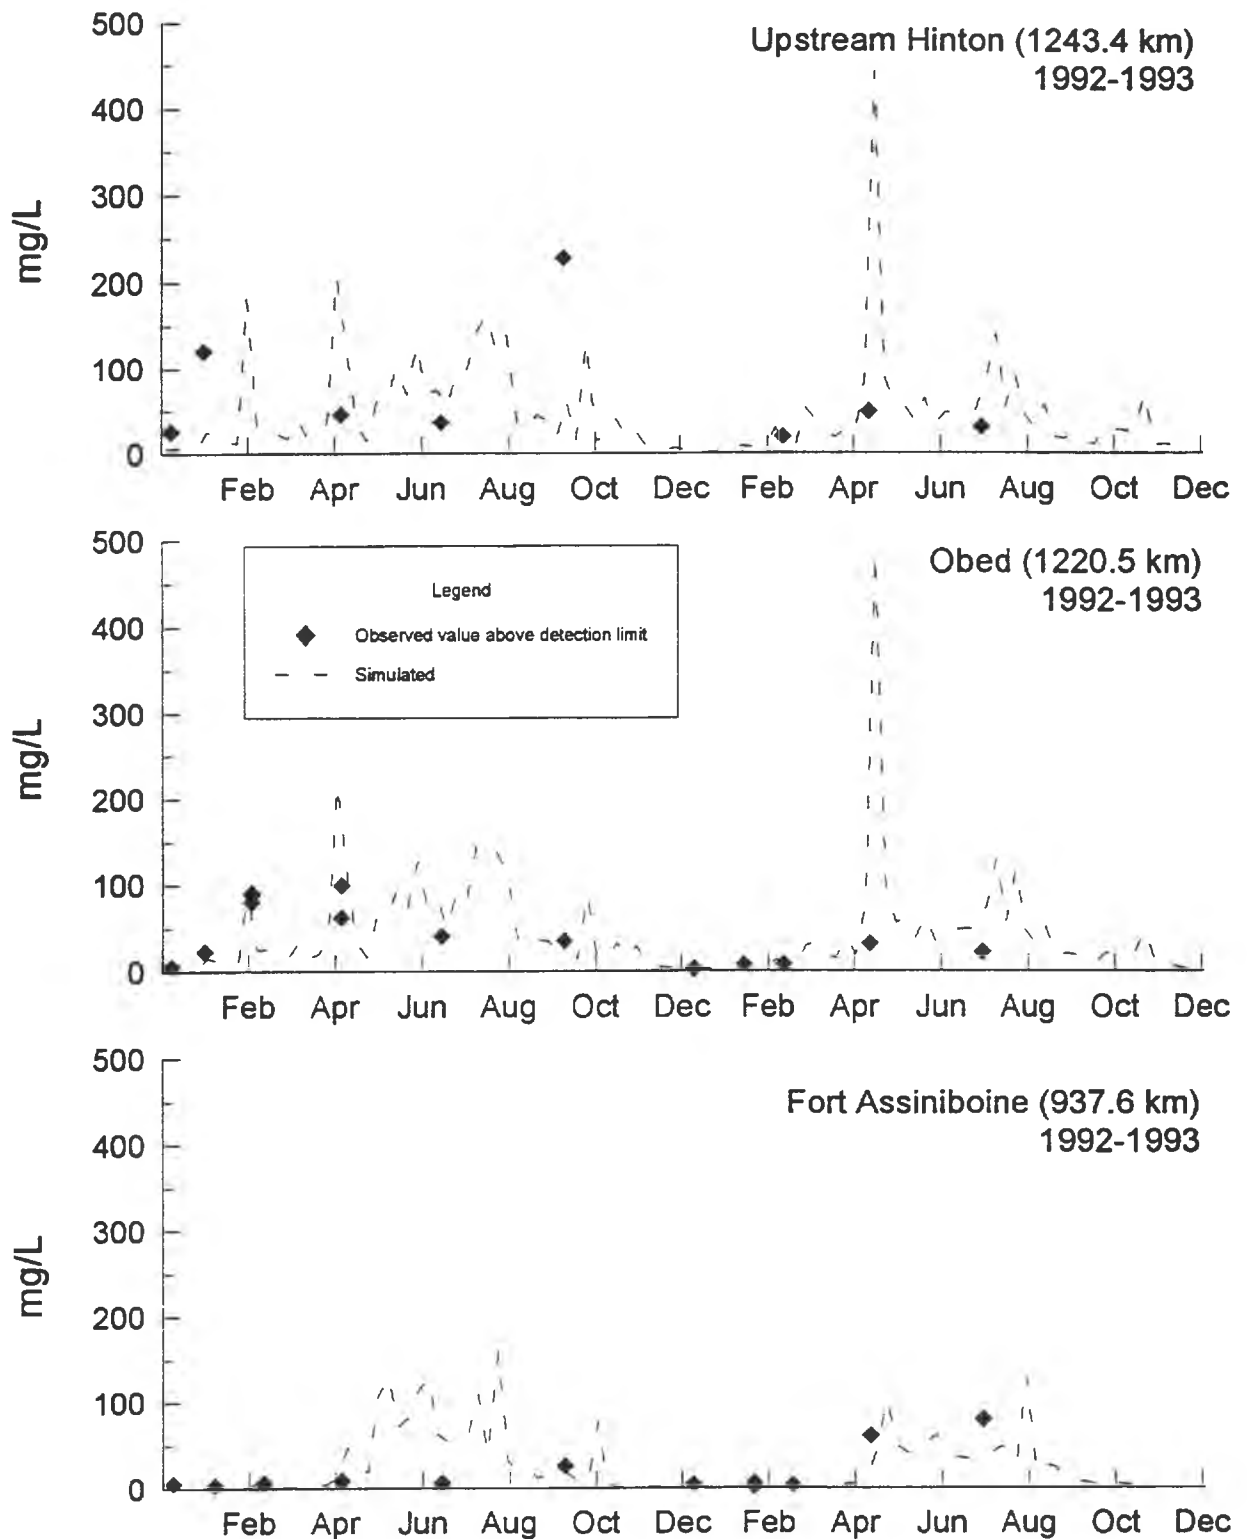 Upstream Hinton (1243.4 km)
1992-1993
500
400
300
200
100
0
mg/L
Feb Apr Jun Aug Oct Dec Feb Apr Jun Aug Oct Dec
Obed (1220.5 km)
1992-1993
500
400
300
200
100
0
mg/L
Legend
Observed value above detection limit
Simulated
Feb Apr Jun Aug Oct Dec Feb Apr Jun Aug Oct Dec
Fort Assiniboine (937.6 km)
1992-1993
500
400
300
200
100
0
mg/L
Feb Apr Jun Aug Oct Dec Feb Apr Jun Aug Oct Dec